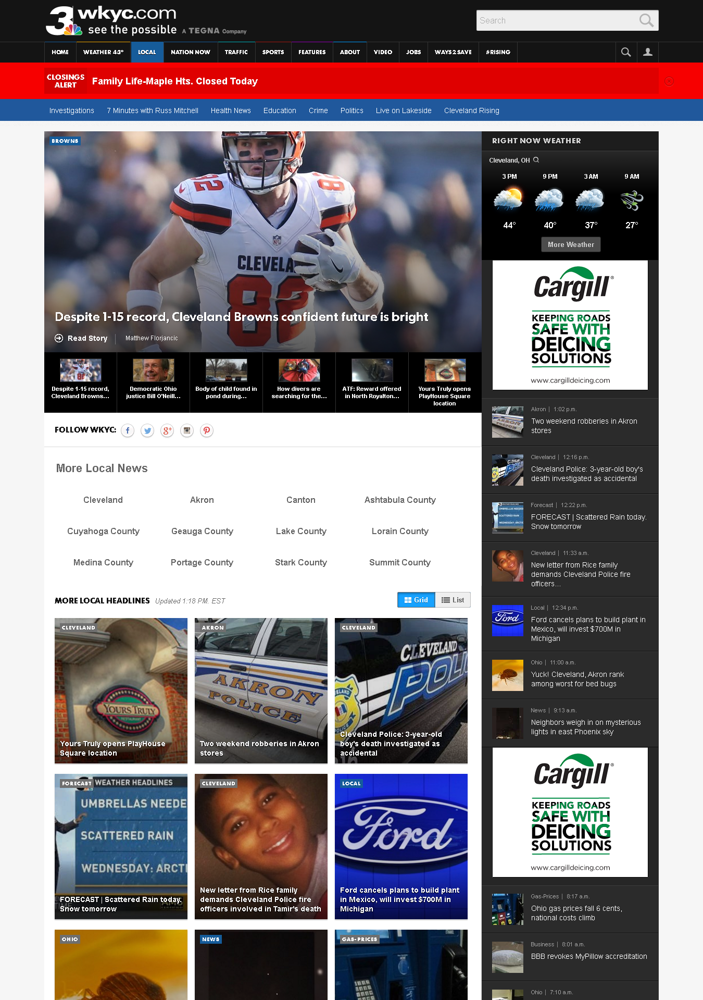 3 wkyc.com
see the possible A TEGNA Company
Search
HOME WEATHER 43° LOCAL NATION NOW TRAFFIC SPORTS FEATURES ABOUT VIDEO JOBS WAYS 2 SAVE #RISING
CLOSINGS
ALERT
Family Life-Maple Hts. Closed Today
Investigations 7 Minutes with Russ Mitchell Health News Education Crime Politics Live on Lakeside Cleveland Rising
BROWNS
82
NFL
CLEVELA
82
Despite 1-15 record, Cleveland Browns confident future is bright
Read Story Matthew Florjancic
Despite 1-15 record,
Cleveland Browns...
Democratic Ohio
justice Bill O'Neill...
Body of child found in
pond during...
How divers are
searching for the...
ATF: Reward offered
in North Royalton...
Yours Truly opens
PlayHouse Square
location
FOLLOW WKYC:
More Local News
Cleveland Akron Canton Ashtabula County
Cuyahoga County Geauga County Lake County Lorain County
Medina County Portage County Stark County Summit County
MORE LOCAL HEADLINES Updated 1:18 PM. EST
Grid List
CLEVELAND
YOURS TRULY
RESTAURANT
Yours Truly opens PlayHouse
Square location
AKRON
AKRON
POLICE
Two weekend robberies in Akron
stores
CLEVELAND
CLEVELAND
POLI
Cleveland Police: 3-year-old
boy's death investigated as
accidental
FORECAST
WEATHER HEADLINES
UMBRELLAS NEEDE
SCATTERED RAIN
WEDNESDAY: ARCTI
FORECAST | Scattered Rain today.
Snow tomorrow
CLEVELAND
New letter from Rice family
demands Cleveland Police fire
officers involved in Tamir's death
LOCAL
Ford
Ford cancels plans to build plant
in Mexico, will invest $700M in
Michigan
OHIO
NEWS
GAS-PRICES
RIGHT NOW WEATHER
Cleveland, OH
3 PM 9 PM 3 AM 9 AM
44° 40° 37° 27°
More Weather
Cargill®
KEEPING ROADS
SAFE WITH
DEICING
SOLUTIONS
www.cargilldeicing.com
Akron | 1:02 p.m.
Two weekend robberies in Akron
stores
Cleveland | 12:16 p.m.
Cleveland Police: 3-year-old boy's
death investigated as accidental
Forecast | 12:22 p.m.
FORECAST | Scattered Rain today.
Snow tomorrow
Cleveland | 11:33 a.m.
New letter from Rice family
demands Cleveland Police fire
officers...
Local | 12:34 p.m.
Ford cancels plans to build plant in
Mexico, will invest $700M in
Michigan
Ohio | 11:00 a.m.
Yuck! Cleveland, Akron rank
among worst for bed bugs
News | 9:13 a.m.
Neighbors weigh in on mysterious
lights in east Phoenix sky
Cargill®
KEEPING ROADS
SAFE WITH
DEICING
SOLUTIONS
www.cargilldeicing.com
Gas-Prices | 8:17 a.m.
Ohio gas prices fall 6 cents,
national costs climb
Business | 8:01 a.m.
BBB revokes MyPillow accreditation
Ohio | 7:10 a.m.